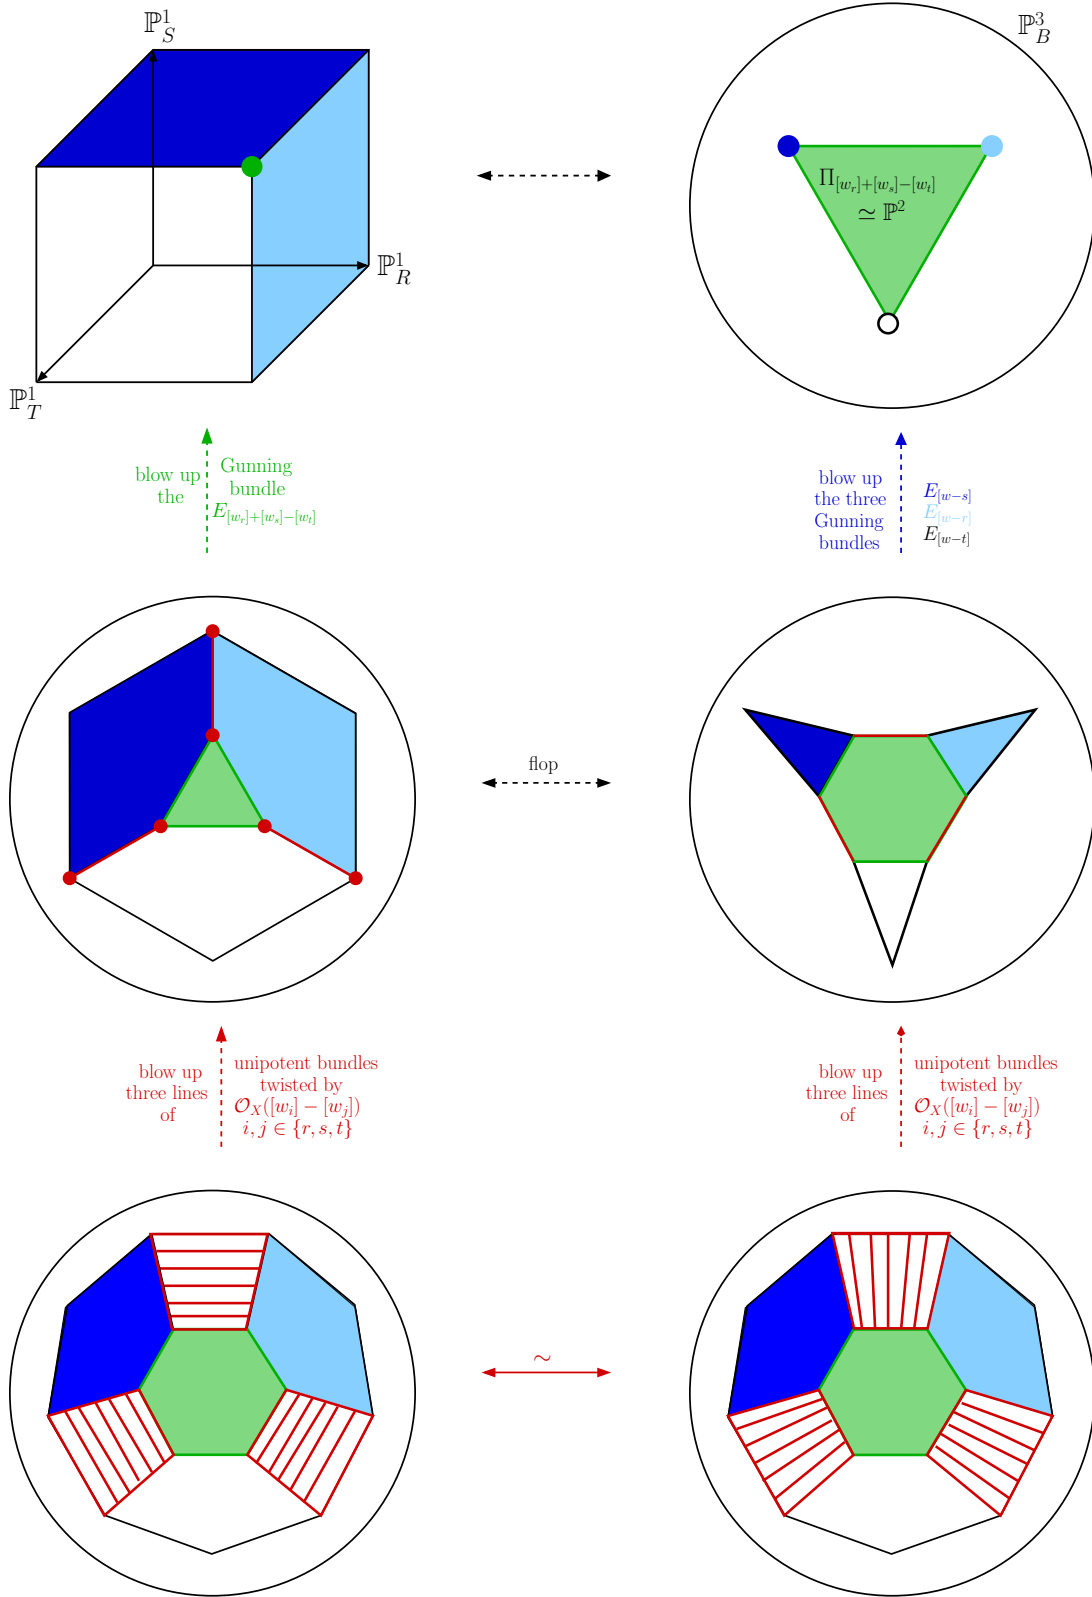 ℙ¹_S
ℙ³_B
Π_{[w_r]+[w_s]−[w_t]}
≃ ℙ²
ℙ¹_R
ℙ¹_T
blow up
the
Gunning
bundle
E_{[w_r]+[w_s]−[w_t]}
blow up
the three
Gunning
bundles
E_{[w−s]}
E_{[w−r]}
E_{[w−t]}
flop
blow up
three lines
of
unipotent bundles
twisted by
𝒪_X([w_i] − [w_j])
i, j ∈ {r, s, t}
blow up
three lines
of
unipotent bundles
twisted by
𝒪_X([w_i] − [w_j])
i, j ∈ {r, s, t}
∼